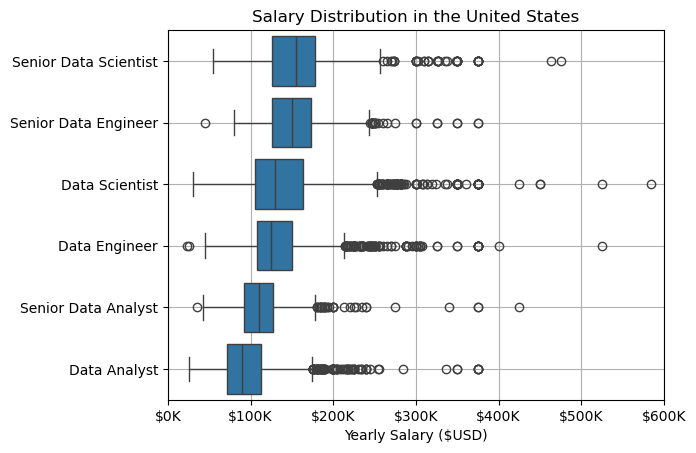 Salary Distribution in the United States
Senior Data Scientist
Senior Data Engineer
Data Scientist
Data Engineer
Senior Data Analyst
Data Analyst
$0K $100K $200K $300K $400K $500K $600K
Yearly Salary ($USD)